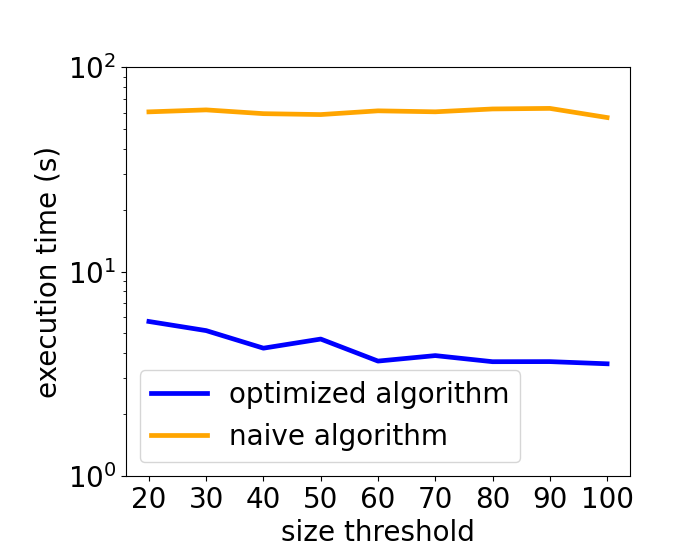 10²
10¹
10⁰
execution time (s)
optimized algorithm
naive algorithm
20 30 40 50 60 70 80 90 100
size threshold